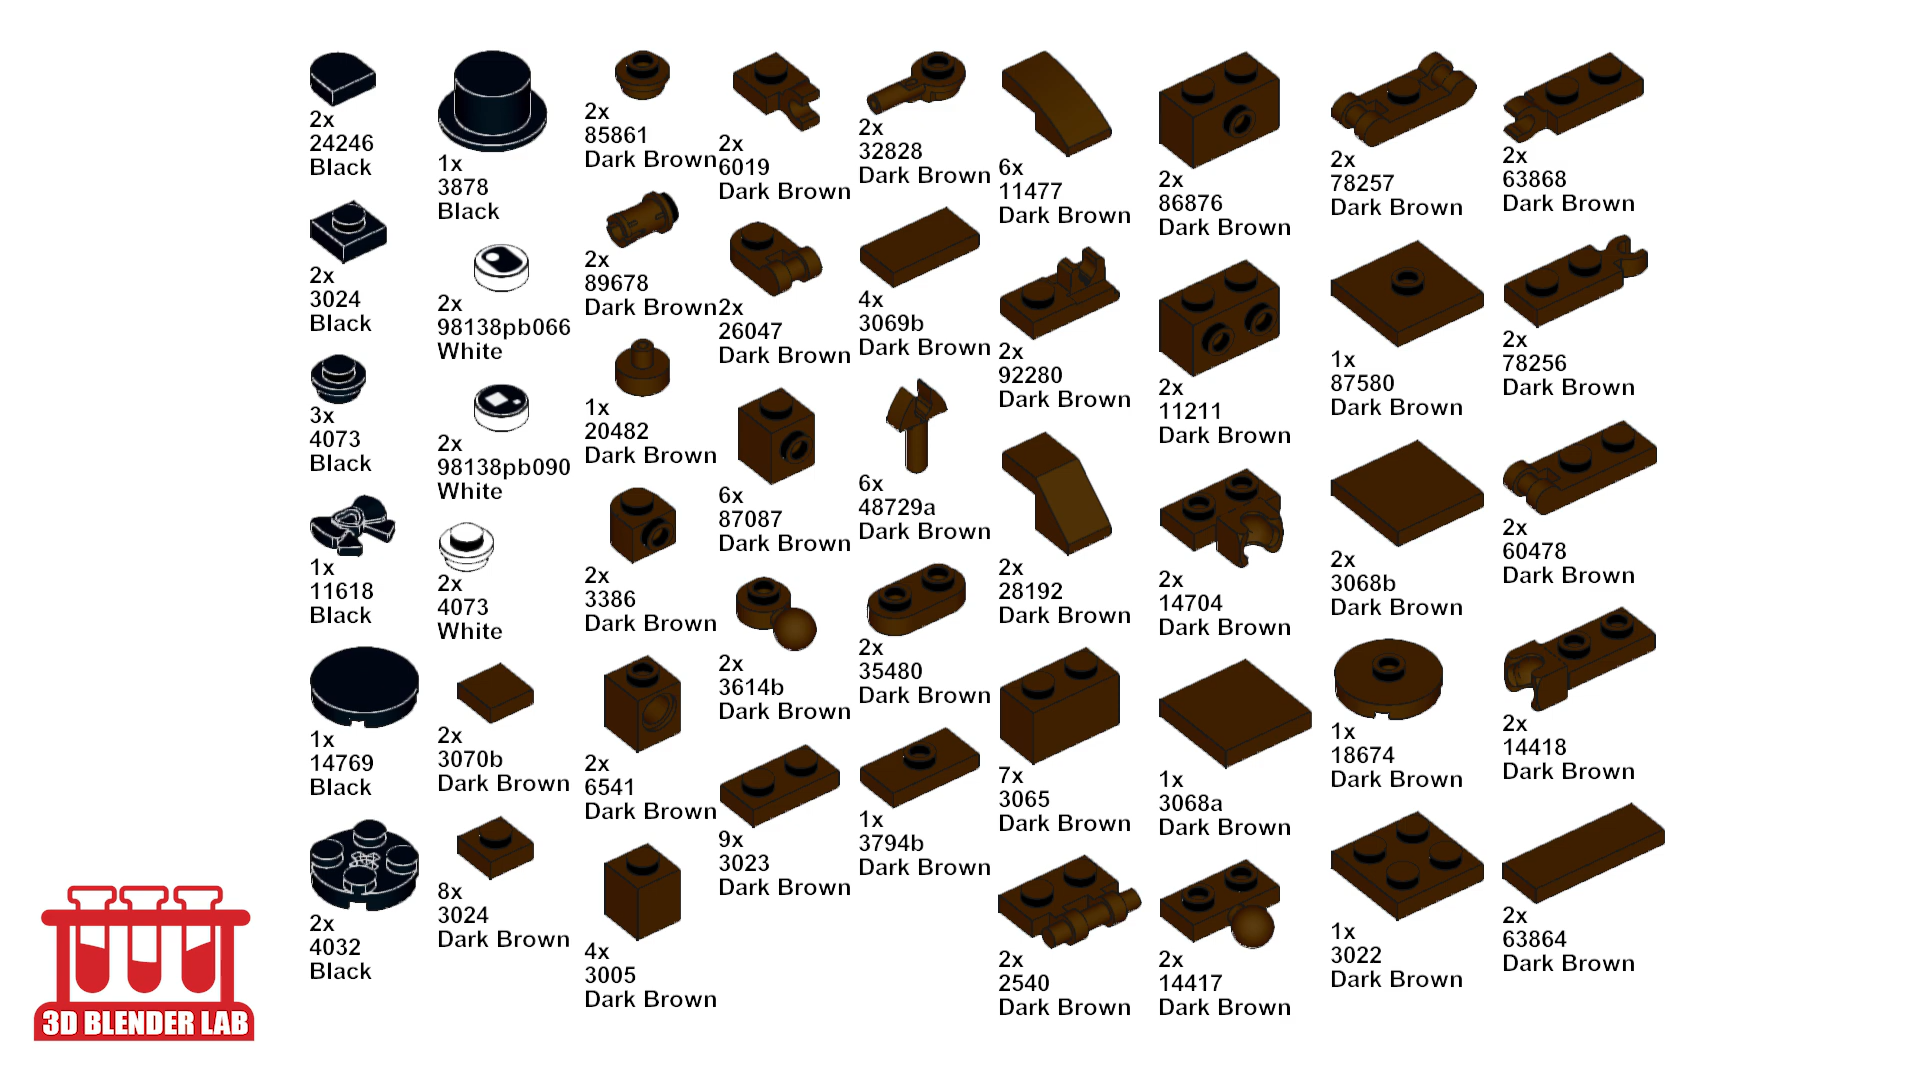 2x
24246
Black
2x
3024
Black
3x
4073
Black
1x
11618
Black
1x
14769
Black
2x
4032
Black
1x
3878
Black
2x
98138pb066
White
2x
98138pb090
White
2x
4073
White
2x
3070b
Dark Brown
8x
3024
Dark Brown
2x
85861
Dark Brown
2x
89678
Dark Brown
1x
20482
Dark Brown
2x
3386
Dark Brown
2x
6541
Dark Brown
4x
3005
Dark Brown
2x
6019
Dark Brown
2x
26047
Dark Brown
6x
87087
Dark Brown
2x
3614b
Dark Brown
9x
3023
Dark Brown
2x
32828
Dark Brown
4x
3069b
Dark Brown
6x
48729a
Dark Brown
2x
35480
Dark Brown
1x
3794b
Dark Brown
6x
11477
Dark Brown
2x
92280
Dark Brown
2x
28192
Dark Brown
7x
3065
Dark Brown
2x
2540
Dark Brown
2x
86876
Dark Brown
2x
11211
Dark Brown
2x
14704
Dark Brown
1x
3068a
Dark Brown
2x
14417
Dark Brown
2x
78257
Dark Brown
1x
87580
Dark Brown
2x
3068b
Dark Brown
1x
18674
Dark Brown
1x
3022
Dark Brown
2x
63868
Dark Brown
2x
78256
Dark Brown
2x
60478
Dark Brown
2x
14418
Dark Brown
2x
63864
Dark Brown
3D BLENDER LAB